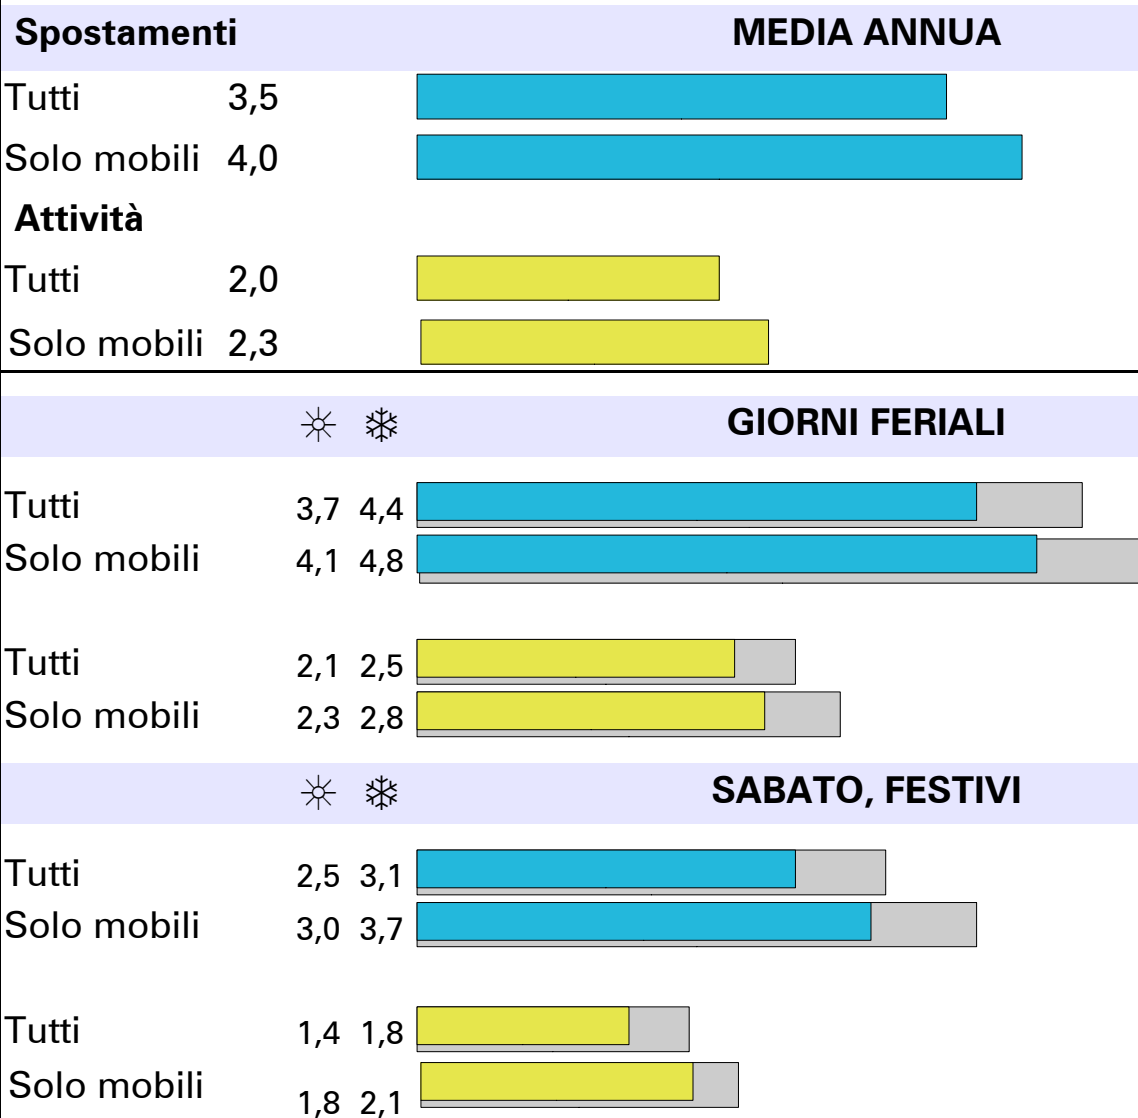 Spostamenti MEDIA ANNUA
Tutti 3,5
Solo mobili 4,0
Attività
Tutti 2,0
Solo mobili 2,3
GIORNI FERIALI
Tutti 3,7 4,4
Solo mobili 4,1 4,8
Tutti 2,1 2,5
Solo mobili 2,3 2,8
SABATO, FESTIVI
Tutti 2,5 3,1
Solo mobili 3,0 3,7
Tutti 1,4 1,8
Solo mobili 1,8 2,1